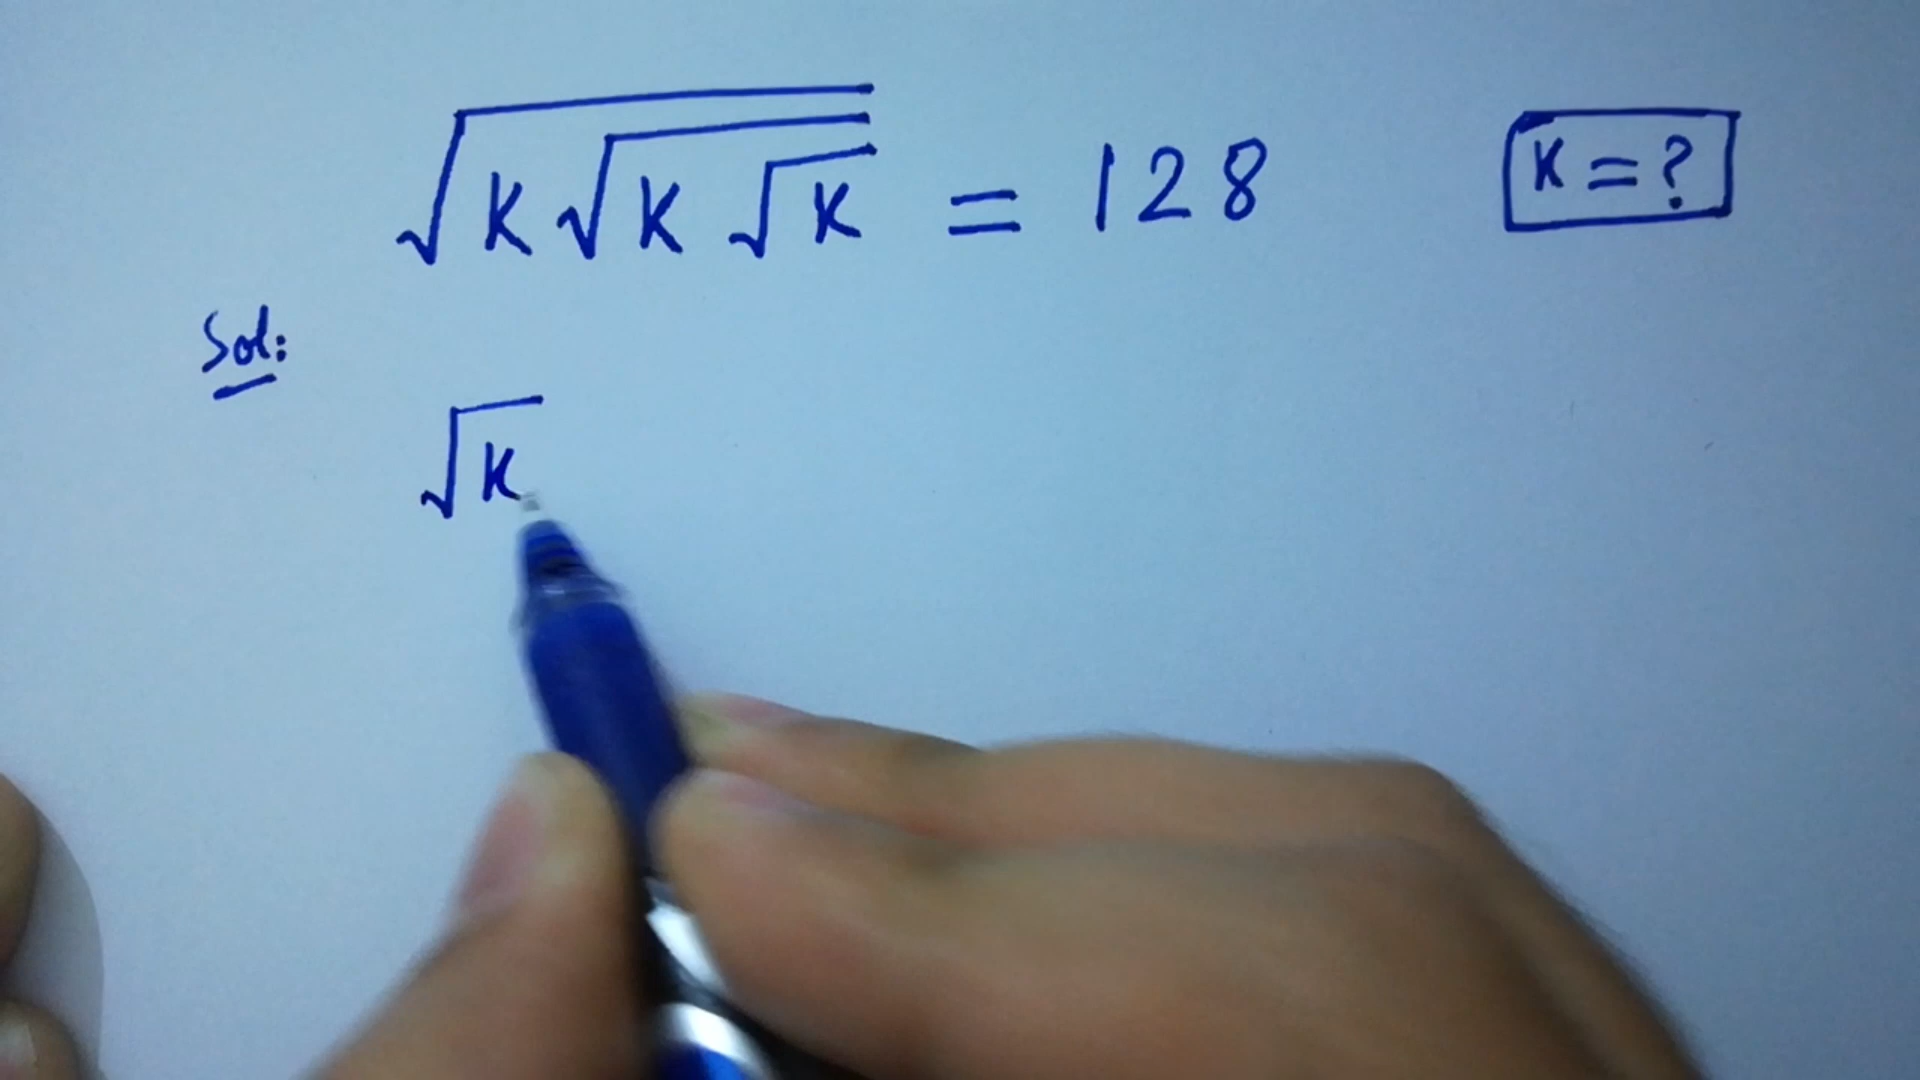 √K√K√K = 128
K = ?
Sol:
√K